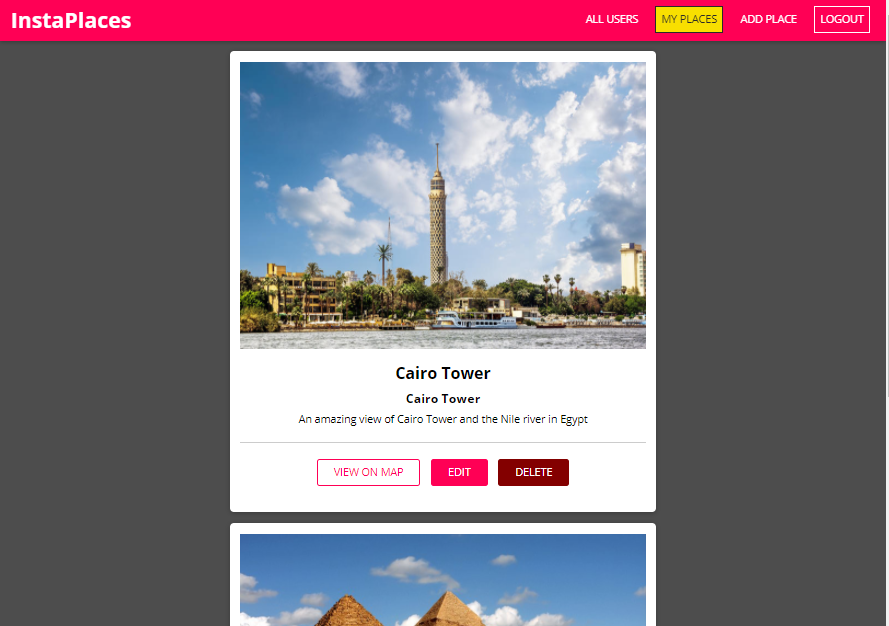 InstaPlaces
ALL USERS
MY PLACES
ADD PLACE
LOGOUT
Cairo Tower
Cairo Tower
An amazing view of Cairo Tower and the Nile river in Egypt
VIEW ON MAP
EDIT
DELETE